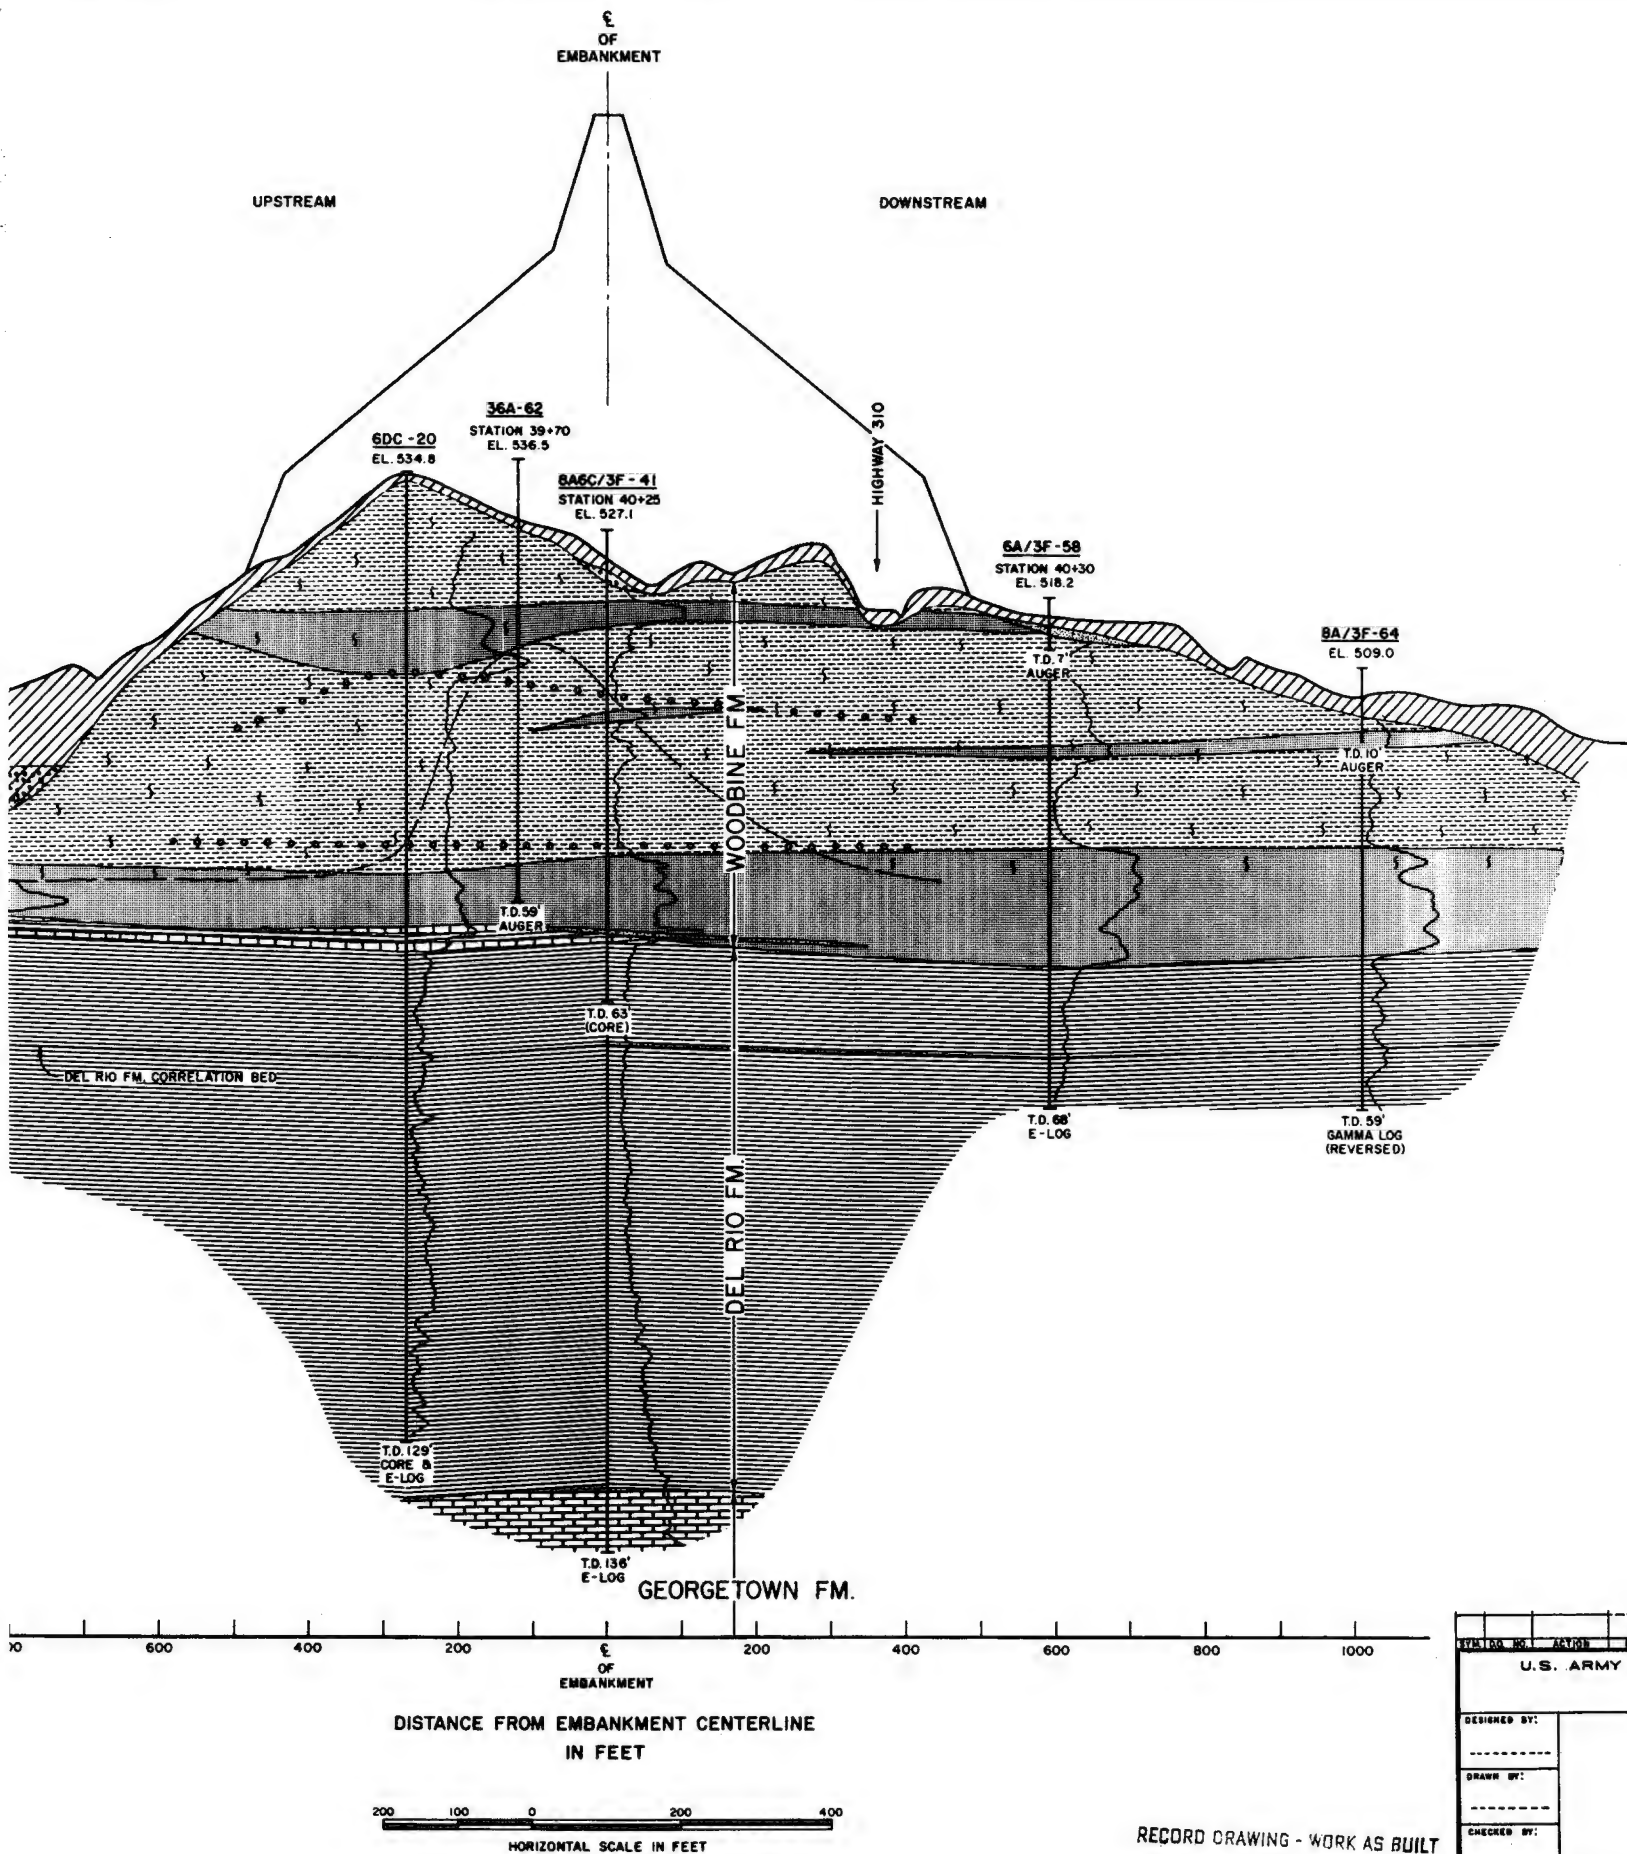 ℄
OF
EMBANKMENT
UPSTREAM
DOWNSTREAM
36A-62
STATION 39+70
EL. 536.5
6DC-20
EL. 534.8
8A6C/3F-41
STATION 40+25
EL. 527.1
HIGHWAY 310
6A/3F-58
STATION 40+30
EL. 518.2
8A/3F-64
EL. 509.0
T.D. 7'
AUGER
T.D. 10'
AUGER
WOODBINE FM.
T.D. 59'
AUGER
T.D. 63'
(CORE)
DEL RIO FM. CORRELATION BED
T.D. 68'
E-LOG
T.D. 59'
GAMMA LOG
(REVERSED)
DEL RIO FM.
T.D. 129'
CORE &
E-LOG
T.D. 136'
E-LOG
GEORGETOWN FM.
600 400 200 ℄ 200 400 600 800 1000
OF
EMBANKMENT
DISTANCE FROM EMBANKMENT CENTERLINE
IN FEET
200 100 0 200 400
HORIZONTAL SCALE IN FEET
SYM. D.O. NO. ACTION
U.S. ARMY
DESIGNED BY:
DRAWN BY:
CHECKED BY:
RECORD DRAWING - WORK AS BUILT